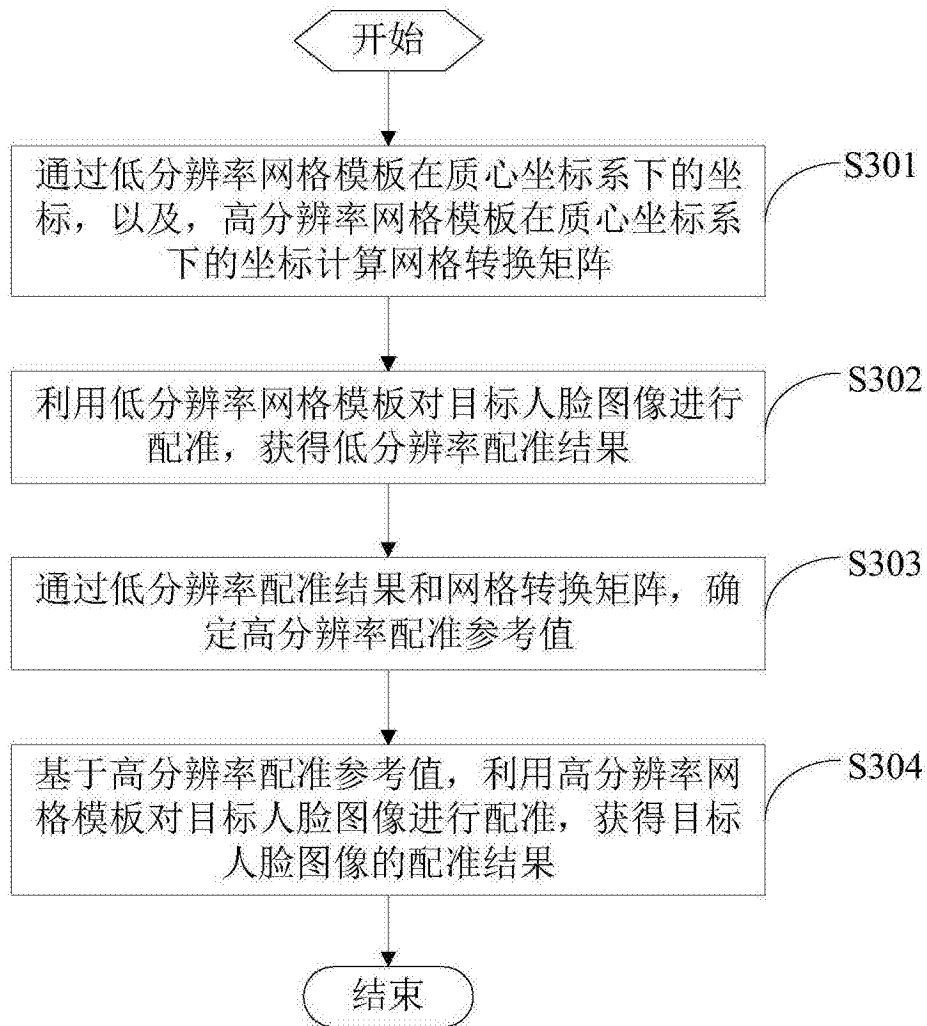 开始
通过低分辨率网格模板在质心坐标系下的坐
标，以及，高分辨率网格模板在质心坐标系
下的坐标计算网格转换矩阵
S301
利用低分辨率网格模板对目标人脸图像进行
配准，获得低分辨率配准结果
S302
通过低分辨率配准结果和网格转换矩阵，确
定高分辨率配准参考值
S303
基于高分辨率配准参考值，利用高分辨率网
格模板对目标人脸图像进行配准，获得目标
人脸图像的配准结果
S304
结束